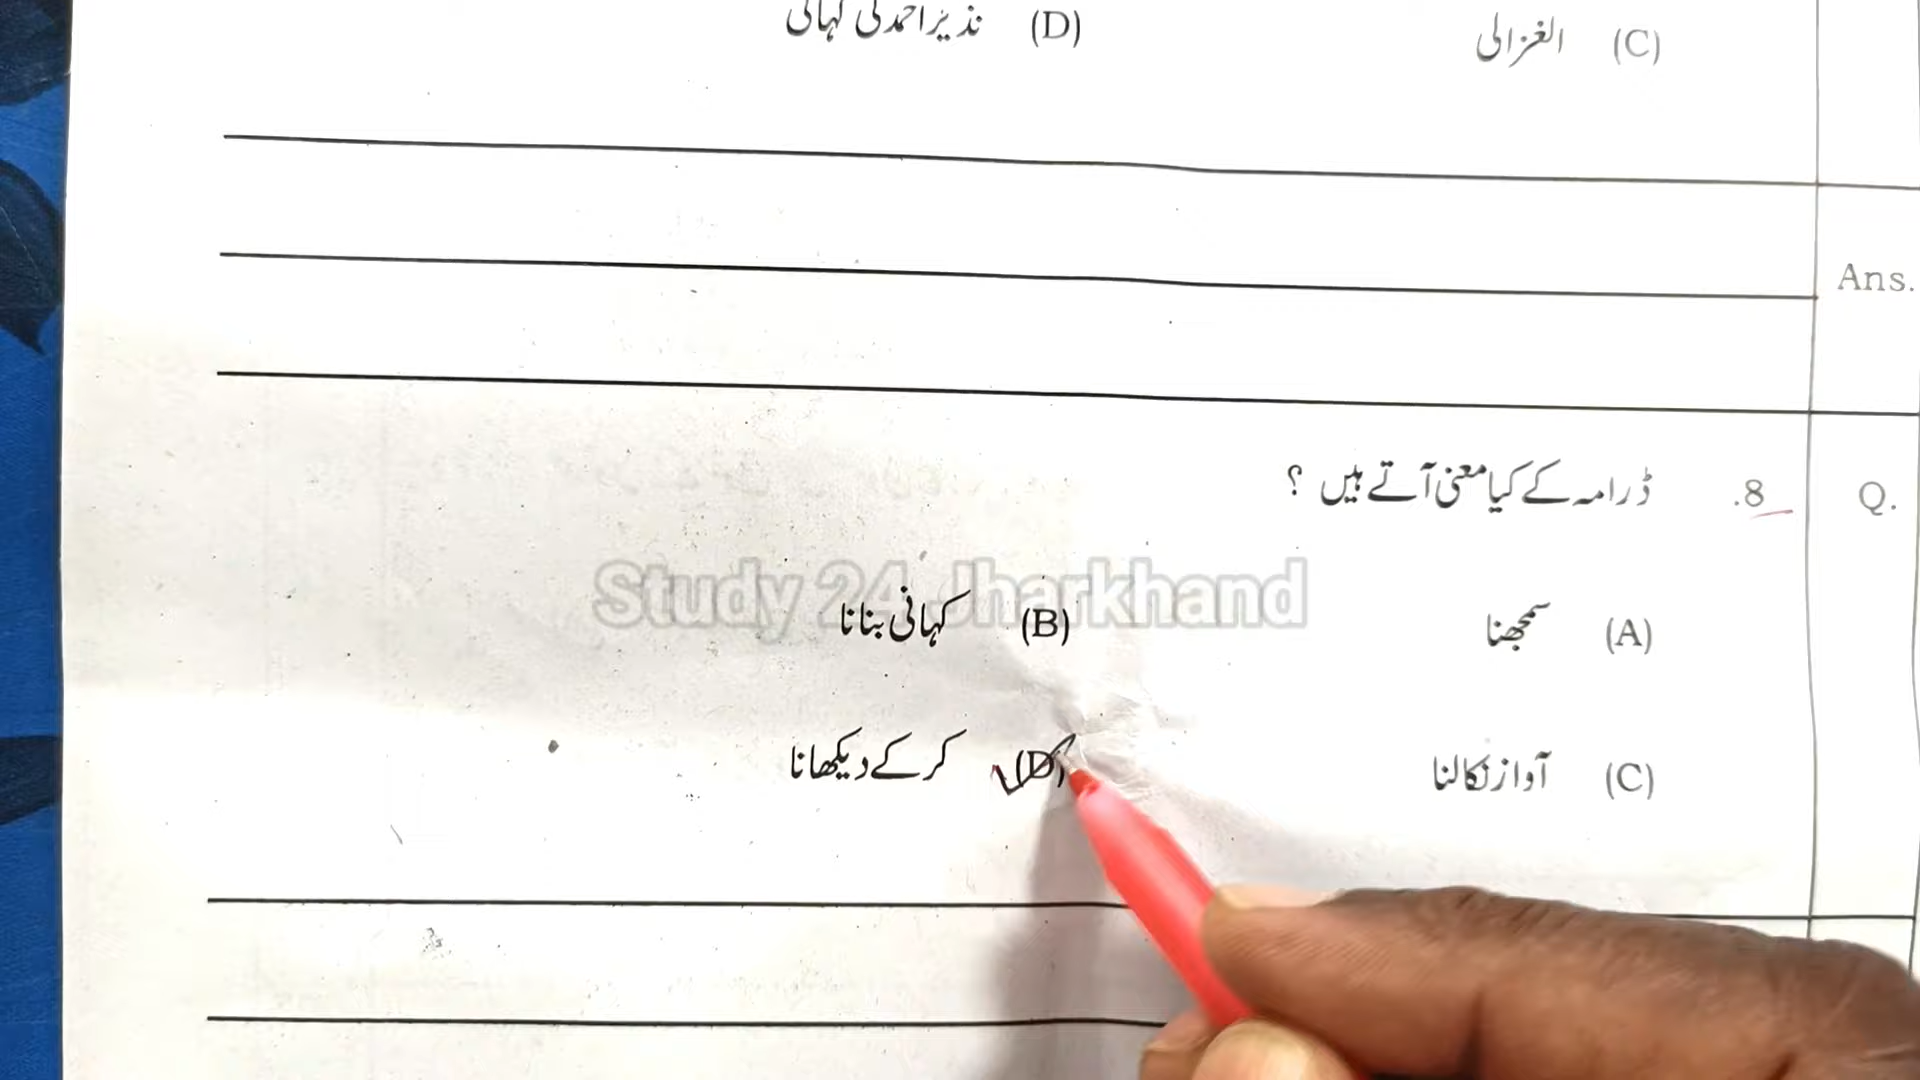 (C) الغزالی (D) نذیر احمد کی کہانی
Ans.
Q. 8. ڈرامہ کے کیا معنی آتے ہیں ؟
(A) سمجھنا (B) کہانی بنانا
(C) آواز نکالنا (D) کر کے دیکھانا
Study 24 Jharkhand